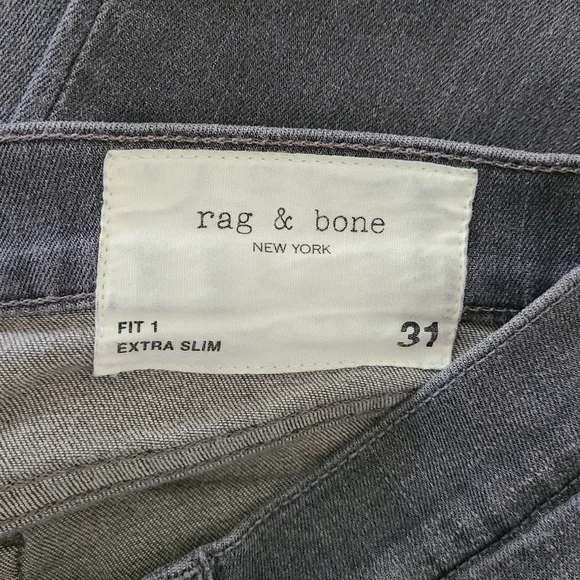 rag & bone
NEW YORK
FIT 1
EXTRA SLIM
31